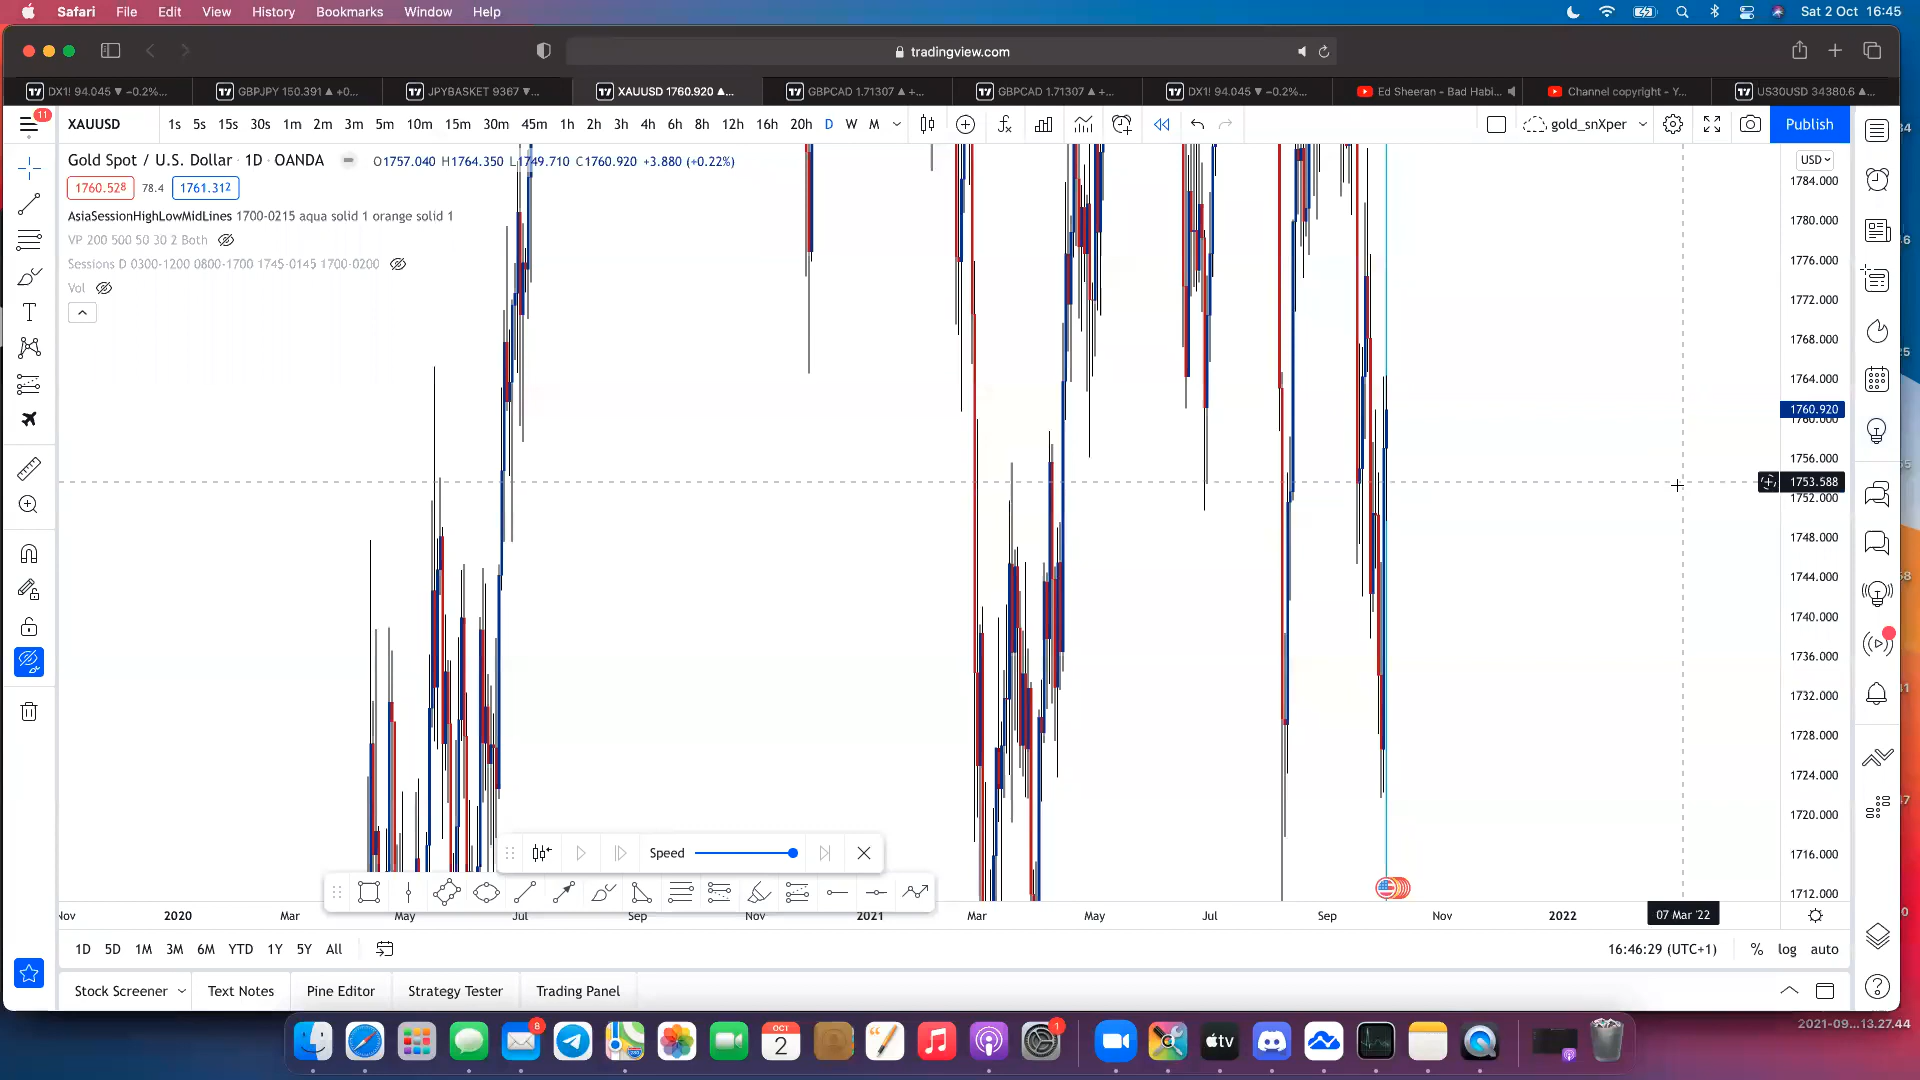 Safari File Edit View History Bookmarks Window Help Sat 2 Oct 16:45
tradingview.com
DX1! 94.045 ▼ −0.2%...
GBPJPY 150.391 ▲ +0...
JPYBASKET 9367 ▼...
XAUUSD 1760.920 ▲...
GBPCAD 1.71307 ▲ +...
GBPCAD 1.71307 ▲ +...
DX1! 94.045 ▼ −0.2%...
Ed Sheeran - Bad Habi...
Channel copyright - Y...
US30USD 34380.6 ▲...
11
XAUUSD 1s 5s 15s 30s 1m 2m 3m 5m 10m 15m 30m 45m 1h 2h 3h 4h 6h 8h 12h 16h 20h D W M gold_snXper Publish
Gold Spot / U.S. Dollar · 1D · OANDA O1757.040 H1764.350 L1749.710 C1760.920 +3.880 (+0.22%)
USD
1760.528 78.4 1761.312
AsiaSessionHighLowMidLines 1700-0215 aqua solid 1 orange solid 1
VP 200 500 50 30 2 Both
Sessions D 0300-1200 0800-1700 1745-0145 1700-0200
Vol
1784.000
1780.000
1776.000
1772.000
1768.000
1764.000
1760.920
1760.000
1756.000
1753.588
1752.000
1748.000
1744.000
1740.000
1736.000
1732.000
1728.000
1724.000
1720.000
1716.000
1712.000
Speed
Nov 2020 Mar May Jul Sep Nov 2021 Mar May Jul Sep Nov 2022 07 Mar '22
1D 5D 1M 3M 6M YTD 1Y 5Y All 16:46:29 (UTC+1) % log auto
Stock Screener Text Notes Pine Editor Strategy Tester Trading Panel
2021-09...13.27.44
8
OCT
2
tv
1